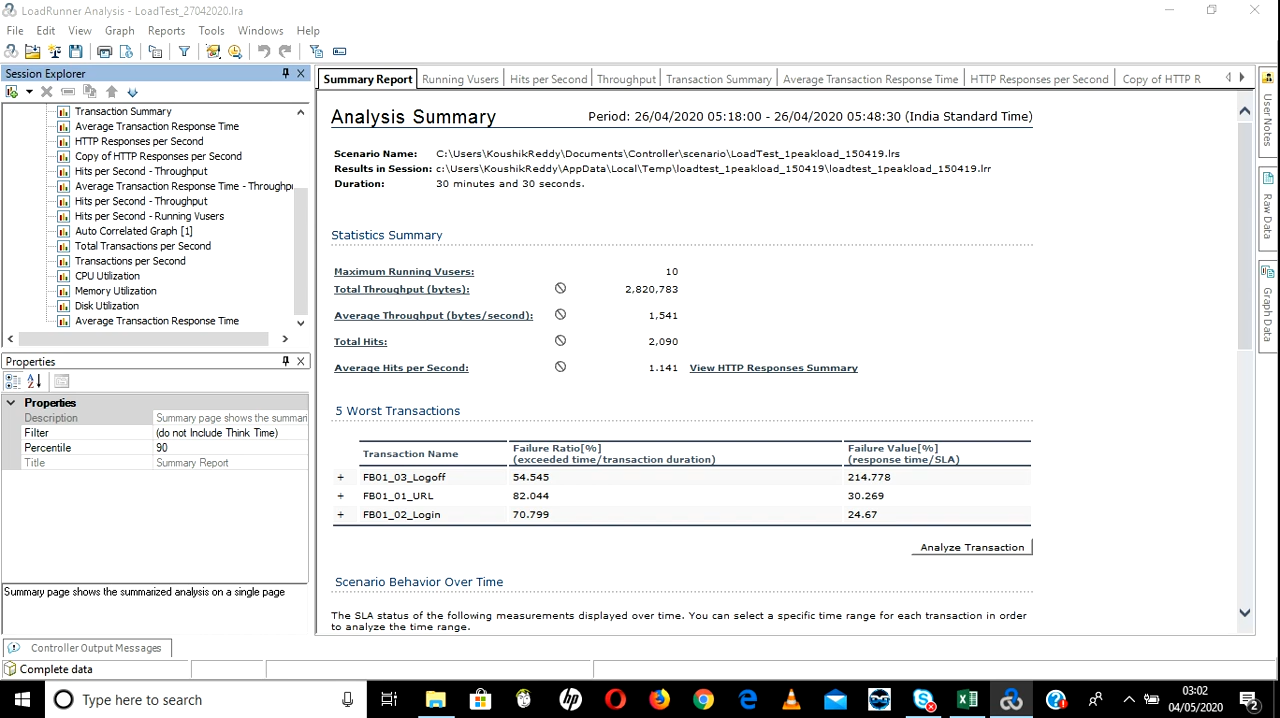 LoadRunner Analysis - LoadTest_27042020.lra
File Edit View Graph Reports Tools Windows Help
Session Explorer
Transaction Summary
Average Transaction Response Time
HTTP Responses per Second
Copy of HTTP Responses per Second
Hits per Second - Throughput
Average Transaction Response Time - Throughp
Hits per Second - Throughput
Hits per Second - Running Vusers
Auto Correlated Graph [1]
Total Transactions per Second
Transactions per Second
CPU Utilization
Memory Utilization
Disk Utilization
Average Transaction Response Time
Properties
Properties
Description Summary page shows the summari
Filter (do not Include Think Time)
Percentile 90
Title Summary Report
Summary page shows the summarized analysis on a single page
Summary Report Running Vusers Hits per Second Throughput Transaction Summary Average Transaction Response Time HTTP Responses per Second Copy of HTTP R
Analysis Summary Period: 26/04/2020 05:18:00 - 26/04/2020 05:48:30 (India Standard Time)
Scenario Name: C:\Users\KoushikReddy\Documents\Controller\scenario\LoadTest_1peakload_150419.lrs
Results in Session: c:\Users\KoushikReddy\AppData\Local\Temp\loadtest_1peakload_150419\loadtest_1peakload_150419.lrr
Duration: 30 minutes and 30 seconds.
Statistics Summary
Maximum Running Vusers: 10
Total Throughput (bytes): 2,820,783
Average Throughput (bytes/second): 1,541
Total Hits: 2,090
Average Hits per Second: 1.141 View HTTP Responses Summary
5 Worst Transactions
Transaction Name Failure Ratio[%] Failure Value[%]
(exceeded time/transaction duration) (response time/SLA)
+ FB01_03_Logoff 54.545 214.778
+ FB01_01_URL 82.044 30.269
+ FB01_02_Login 70.799 24.67
Analyze Transaction
Scenario Behavior Over Time
The SLA status of the following measurements displayed over time. You can select a specific time range for each transaction in order
to analyze the time range.
User Notes
Raw Data
Graph Data
Controller Output Messages
Complete data
Type here to search
03:02
04/05/2020
2